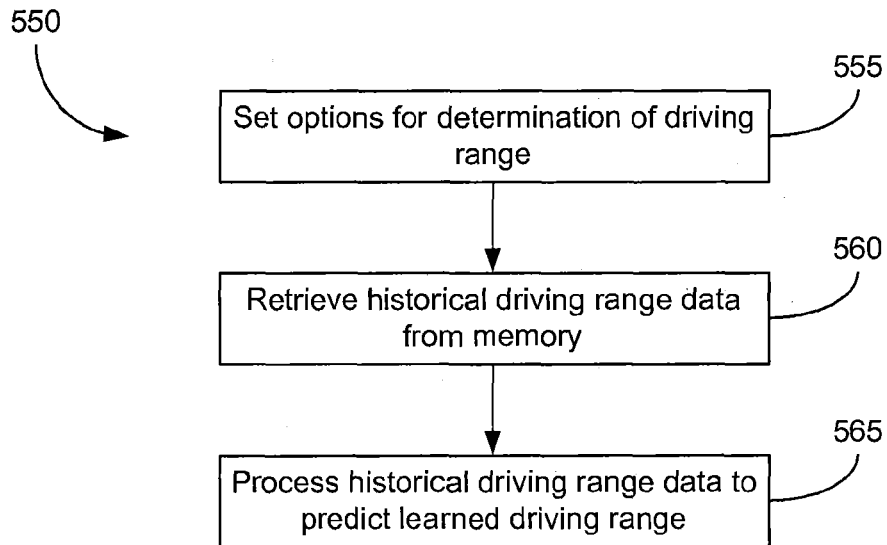 550
555
Set options for determination of driving
range
560
Retrieve historical driving range data
from memory
565
Process historical driving range data to
predict learned driving range